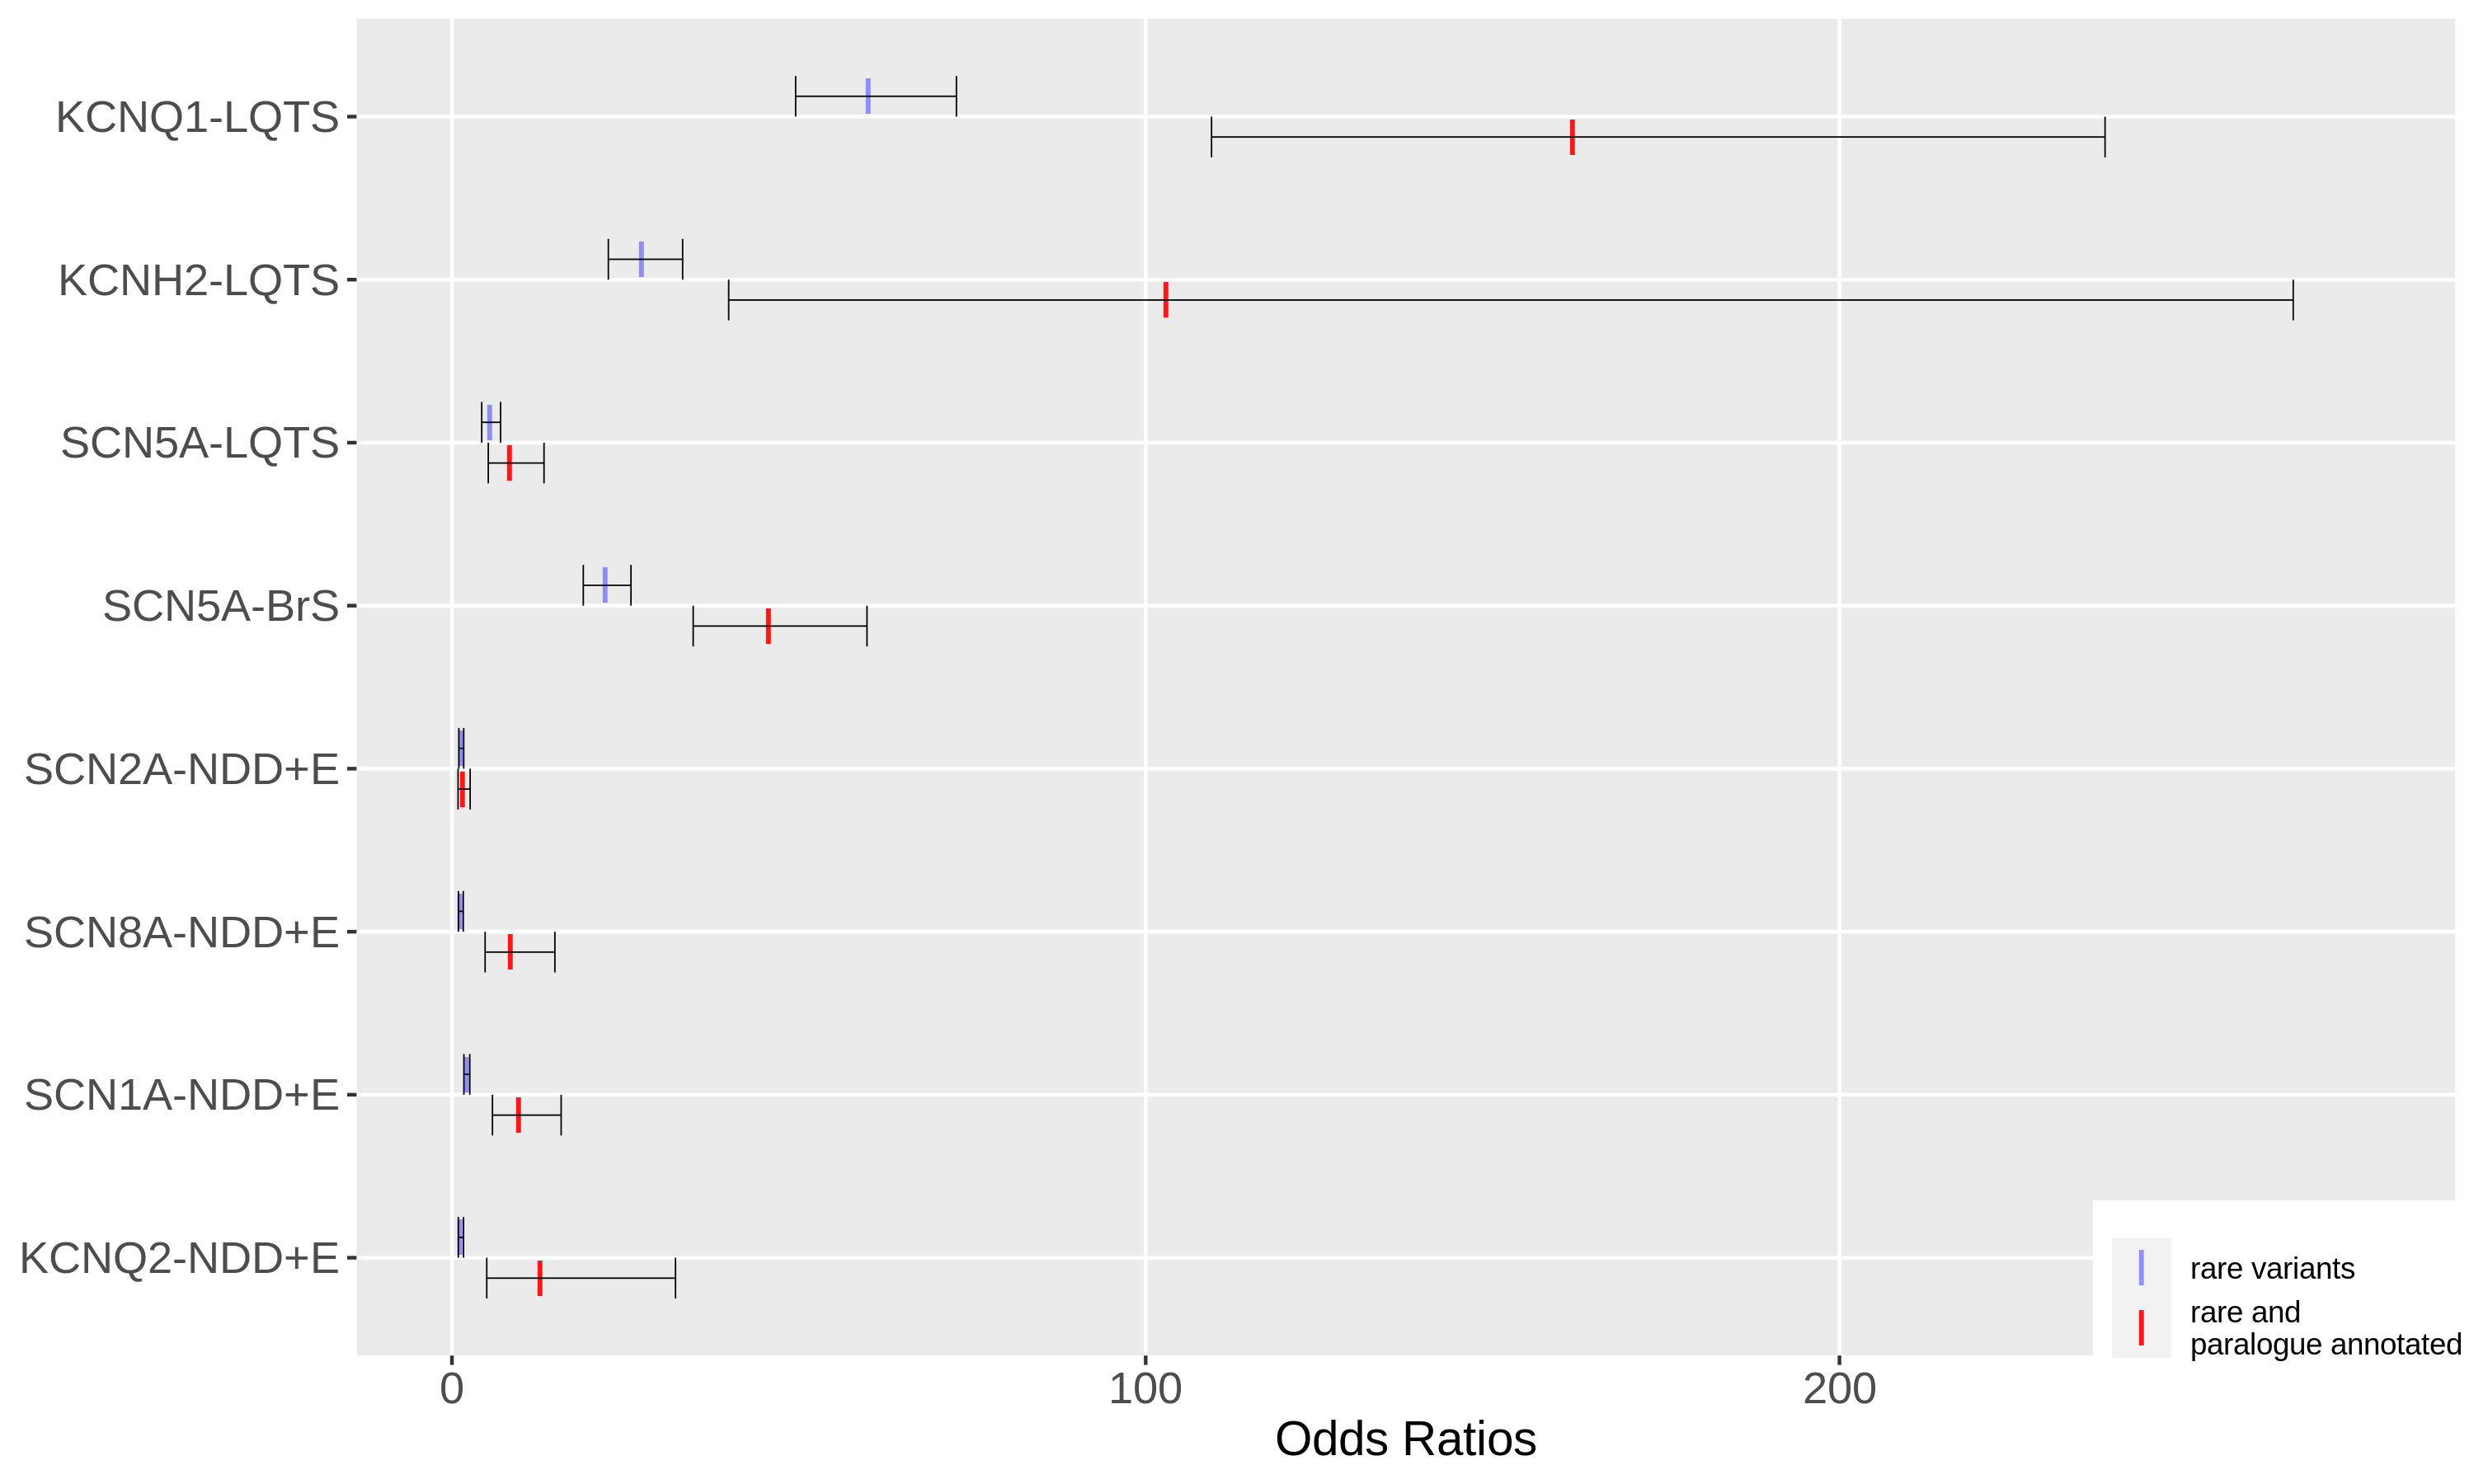 KCNQ1-LQTS
KCNH2-LQTS
SCN5A-LQTS
SCN5A-BrS
SCN2A-NDD+E
SCN8A-NDD+E
SCN1A-NDD+E
KCNQ2-NDD+E
rare variants
rare and
paralogue annotated
0 100 200
Odds Ratios